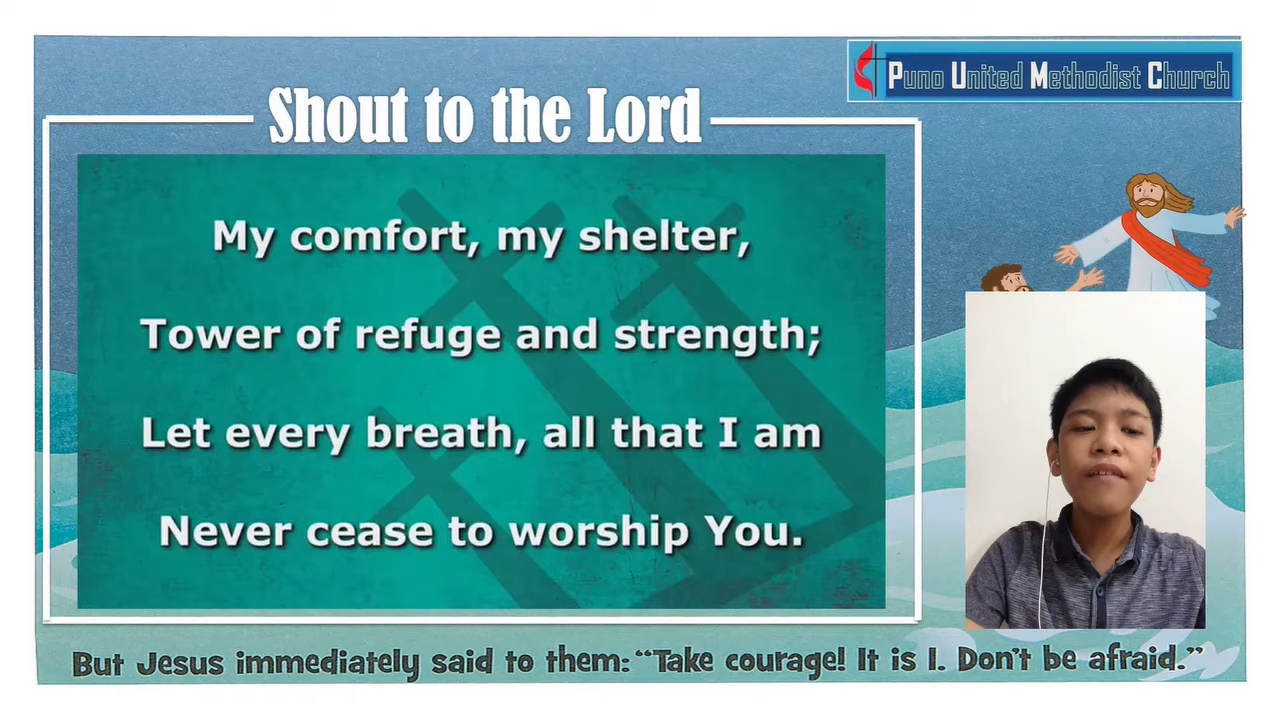 Puno United Methodist Church
Shout to the Lord
My comfort, my shelter,
Tower of refuge and strength;
Let every breath, all that I am
Never cease to worship You.
But Jesus immediately said to them: “Take courage! It is I. Don’t be afraid.”